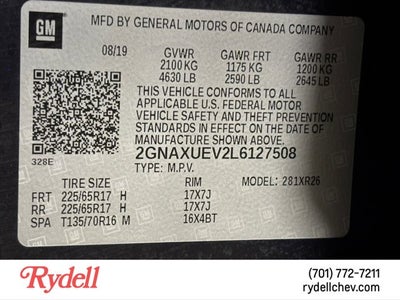 GM
MFD BY GENERAL MOTORS OF CANADA COMPANY
08/19 GVWR GAWR FRT GAWR RR
2100 KG 1175 KG 1200 KG
4630 LB 2590 LB 2645 LB
THIS VEHICLE CONFORMS TO ALL
APPLICABLE U.S. FEDERAL MOTOR
VEHICLE SAFETY AND THEFT PREVENTION
STANDARDS IN EFFECT ON THE DATE OF
MANUFACTURE SHOWN ABOVE.
328E
2GNAXUEV2L6127508
TYPE: M.P.V. MODEL: 281XR26
TIRE SIZE RIM
FRT 225/65R17 H 17X7J
RR 225/65R17 H 17X7J
SPA T135/70R16 M 16X4BT
Rydell
(701) 772-7211
rydellchev.com